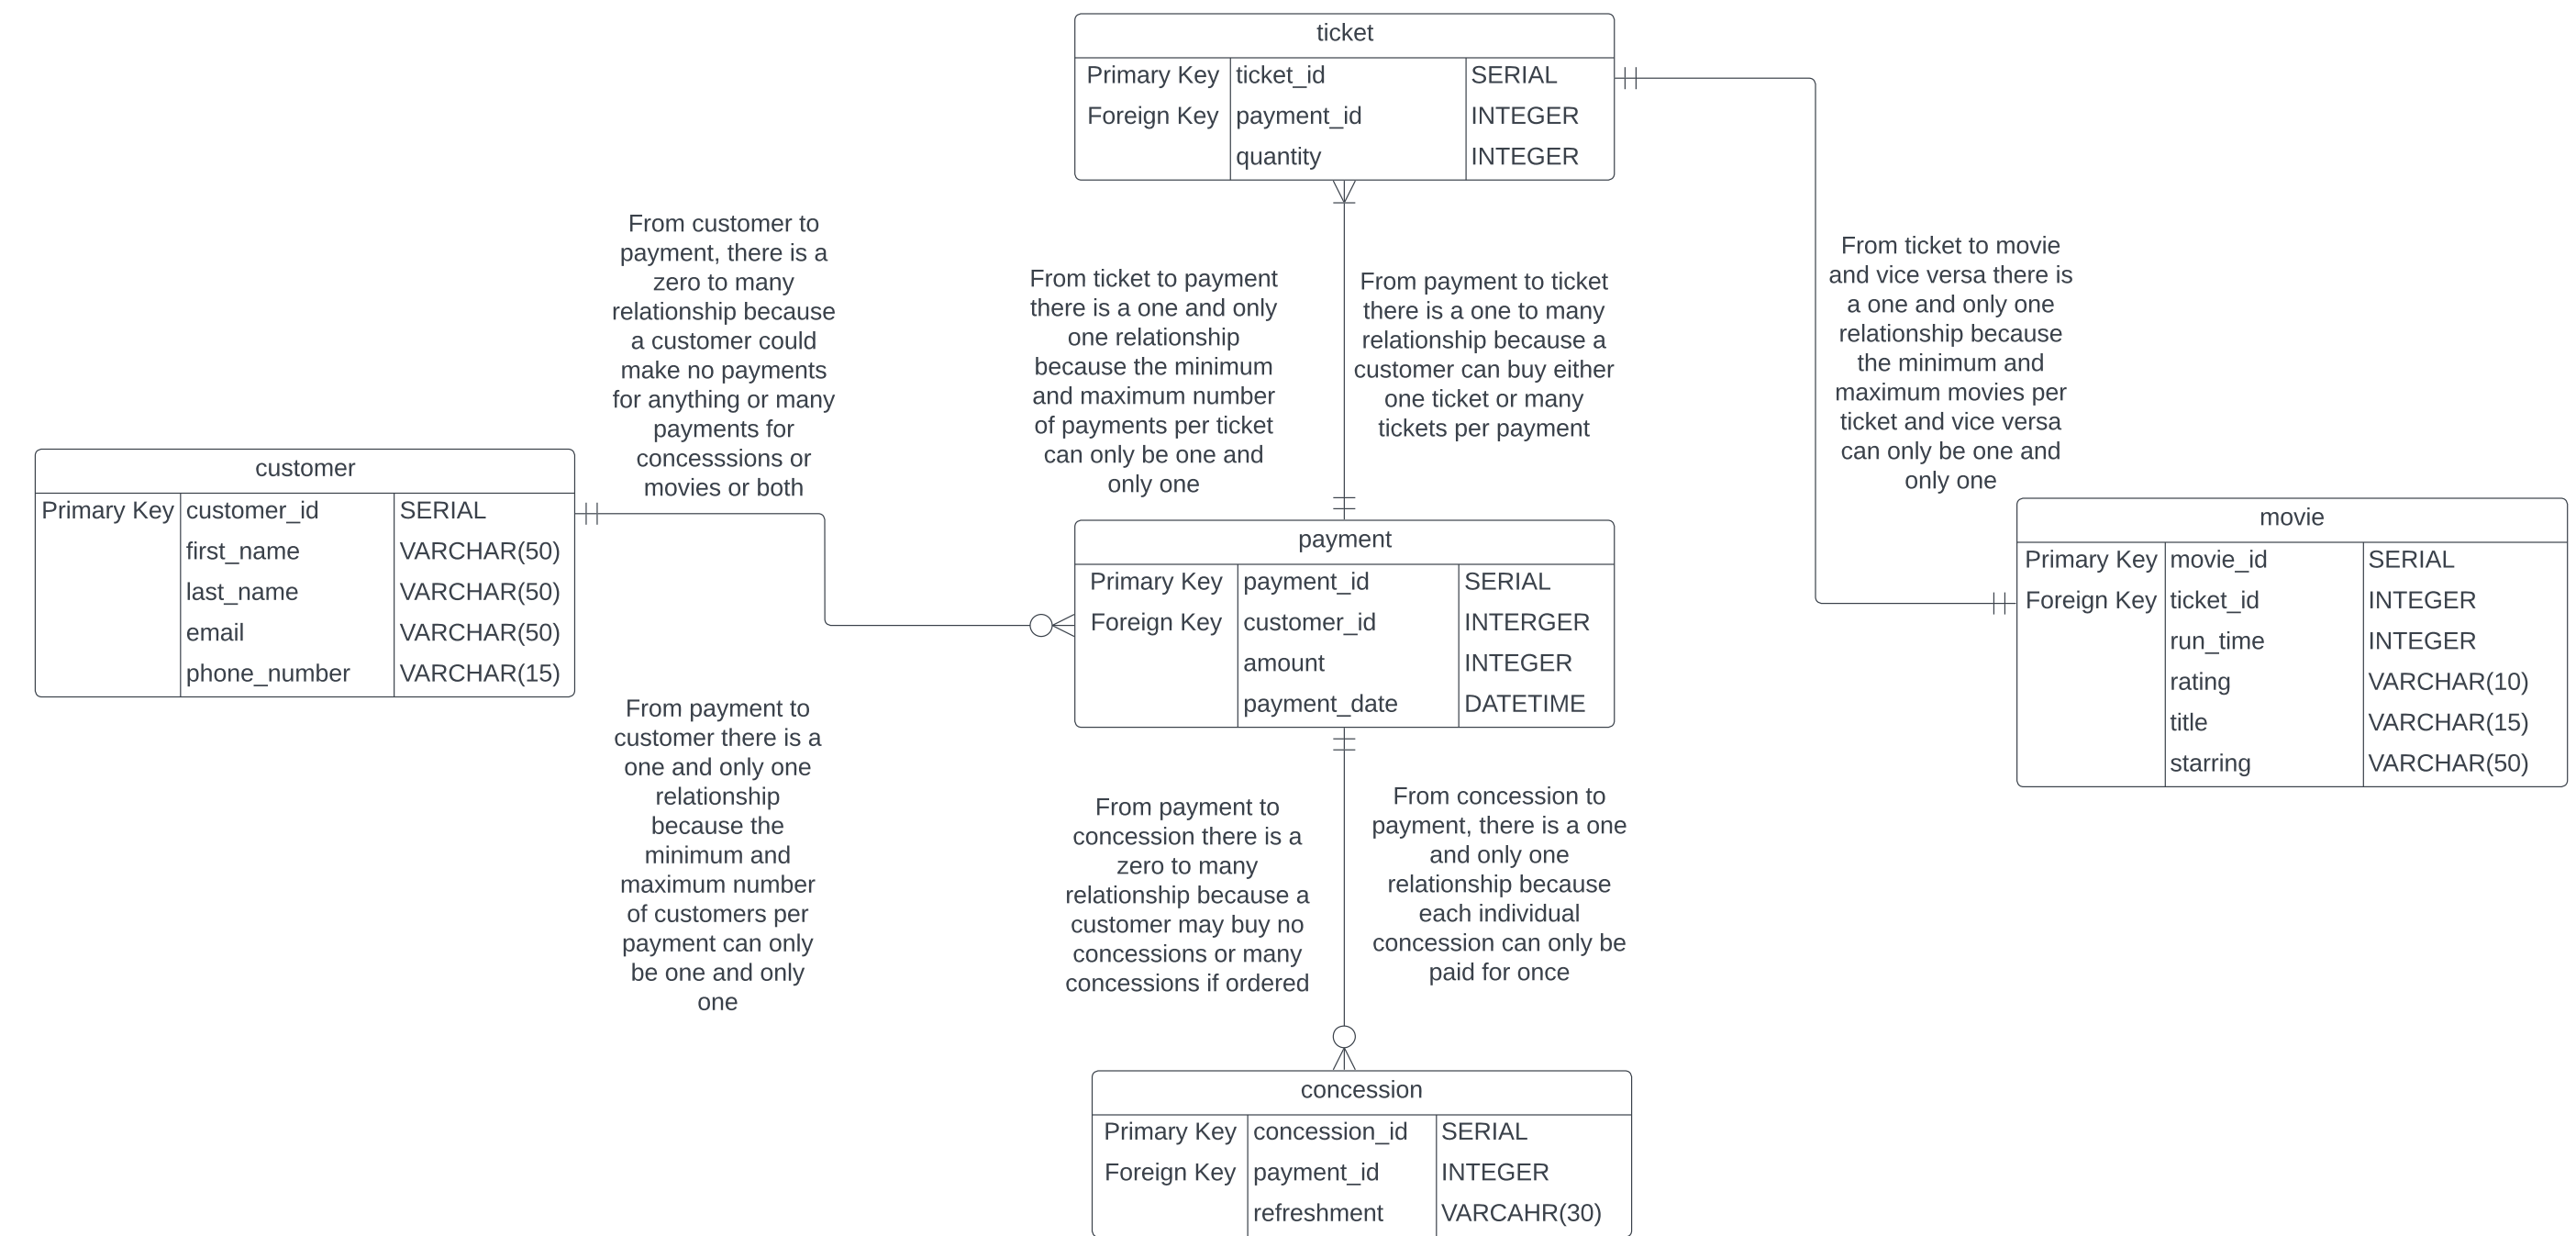 ticket
Primary Key ticket_id SERIAL
Foreign Key payment_id INTEGER
quantity INTEGER
From customer to
payment, there is a
zero to many
relationship because
a customer could
make no payments
for anything or many
payments for
concesssions or
movies or both
From ticket to payment
there is a one and only
one relationship
because the minimum
and maximum number
of payments per ticket
can only be one and
only one
From payment to ticket
there is a one to many
relationship because a
customer can buy either
one ticket or many
tickets per payment
From ticket to movie
and vice versa there is
a one and only one
relationship because
the minimum and
maximum movies per
ticket and vice versa
can only be one and
only one
customer
Primary Key customer_id SERIAL
first_name VARCHAR(50)
last_name VARCHAR(50)
email VARCHAR(50)
phone_number VARCHAR(15)
payment
Primary Key payment_id SERIAL
Foreign Key customer_id INTERGER
amount INTEGER
payment_date DATETIME
movie
Primary Key movie_id SERIAL
Foreign Key ticket_id INTEGER
run_time INTEGER
rating VARCHAR(10)
title VARCHAR(15)
starring VARCHAR(50)
From payment to
customer there is a
one and only one
relationship
because the
minimum and
maximum number
of customers per
payment can only
be one and only
one
From payment to
concession there is a
zero to many
relationship because a
customer may buy no
concessions or many
concessions if ordered
From concession to
payment, there is a one
and only one
relationship because
each individual
concession can only be
paid for once
concession
Primary Key concession_id SERIAL
Foreign Key payment_id INTEGER
refreshment VARCAHR(30)